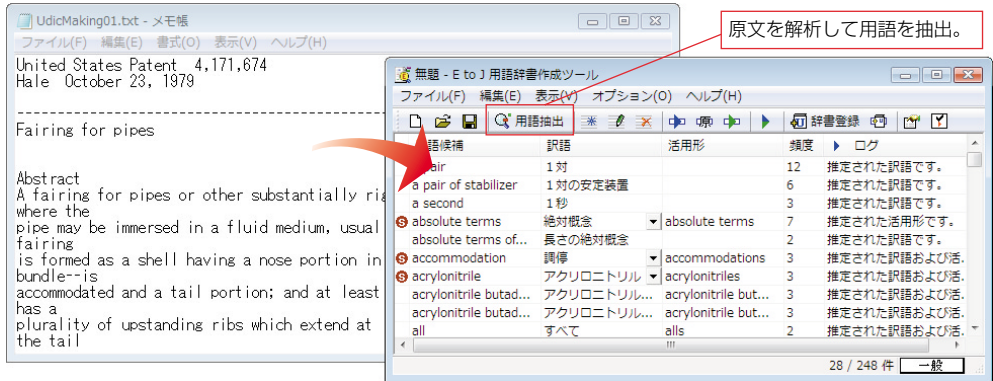 UdicMaking01.txt - メモ帳
ファイル(F) 編集(E) 書式(O) 表示(V) ヘルプ(H)
United States Patent 4,171,674
Hale October 23, 1979
--------------------------------------------------
Fairing for pipes
Abstract
A fairing for pipes or other substantially rig
where the
pipe may be immersed in a fluid medium, usual
fairing
is formed as a shell having a nose portion in
bundle--is
accommodated and a tail portion; and at least
has a
plurality of upstanding ribs which extend at
the tail
原文を解析して用語を抽出。
無題 - E to J 用語辞書作成ツール
ファイル(F) 編集(E) 表示(V) オプション(O) ヘルプ(H)
用語抽出 辞書登録
語候補 訳語 活用形 頻度 ログ
pair 1対 12 推定された訳語です。
a pair of stabilizer 1対の安定装置 6 推定された訳語です。
a second 1秒 3 推定された訳語です。
S absolute terms 絶対概念 absolute terms 7 推定された活用形です。
absolute terms of... 長さの絶対概念 2 推定された訳語です。
S accommodation 調停 accommodations 3 推定された訳語および活.
S acrylonitrile アクリロニトリル acrylonitriles 3 推定された訳語および活.
acrylonitrile butad... アクリロニトリル... acrylonitrile but... 3 推定された訳語および活.
acrylonitrile butad... アクリロニトリル... acrylonitrile but... 3 推定された訳語および活.
all すべて alls 2 推定された訳語および活.
28 / 248 件 一般